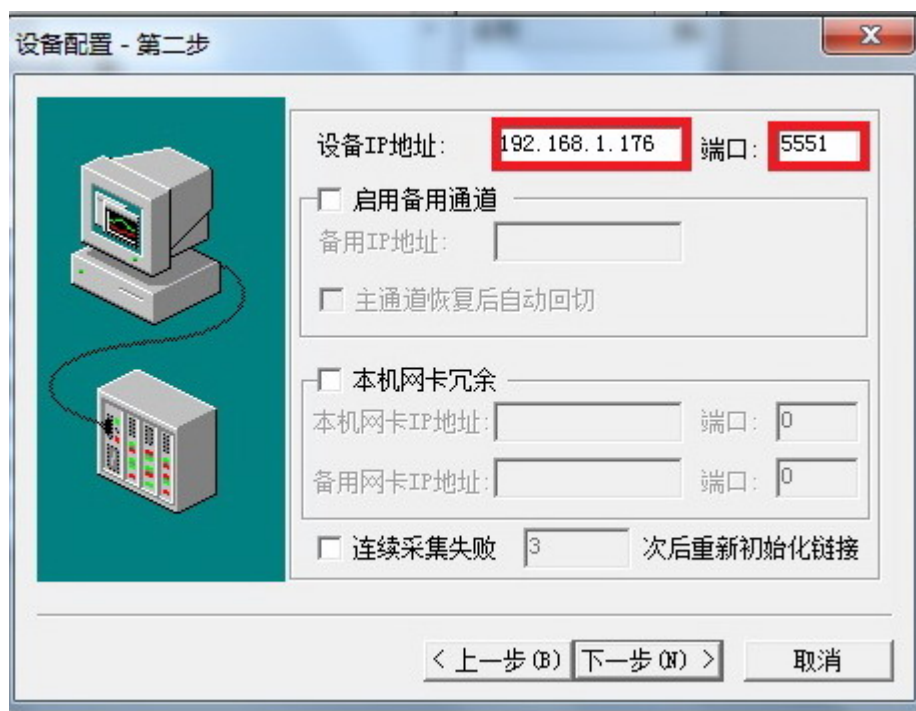 设备配置 - 第二步
设备IP地址: 192.168.1.176 端口: 5551
启用备用通道
备用IP地址:
主通道恢复后自动回切
本机网卡冗余
本机网卡IP地址: 端口: 0
备用网卡IP地址: 端口: 0
连续采集失败 3 次后重新初始化链接
< 上一步(B) 下一步(N) > 取消